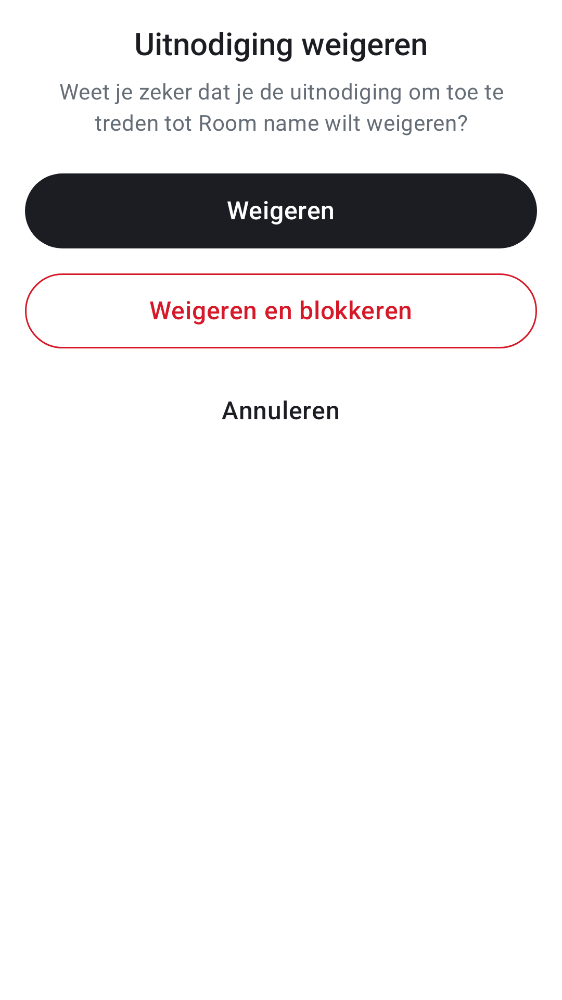 Uitnodiging weigeren
Weet je zeker dat je de uitnodiging om toe te
treden tot Room name wilt weigeren?
Weigeren
Weigeren en blokkeren
Annuleren